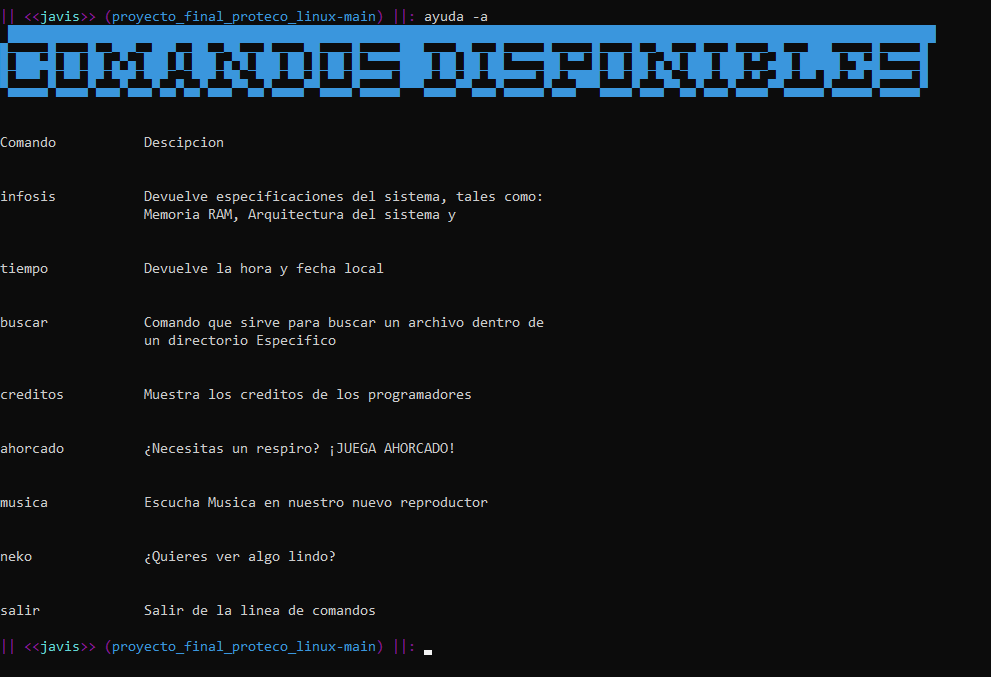 || <<javis>> (proyecto_final_proteco_linux-main) ||: ayuda -a
COMANDOS DISPONIBLES
Comando Descipcion
infosis Devuelve especificaciones del sistema, tales como:
Memoria RAM, Arquitectura del sistema y
tiempo Devuelve la hora y fecha local
buscar Comando que sirve para buscar un archivo dentro de
un directorio Especifico
creditos Muestra los creditos de los programadores
ahorcado ¿Necesitas un respiro? ¡JUEGA AHORCADO!
musica Escucha Musica en nuestro nuevo reproductor
neko ¿Quieres ver algo lindo?
salir Salir de la linea de comandos
|| <<javis>> (proyecto_final_proteco_linux-main) ||: